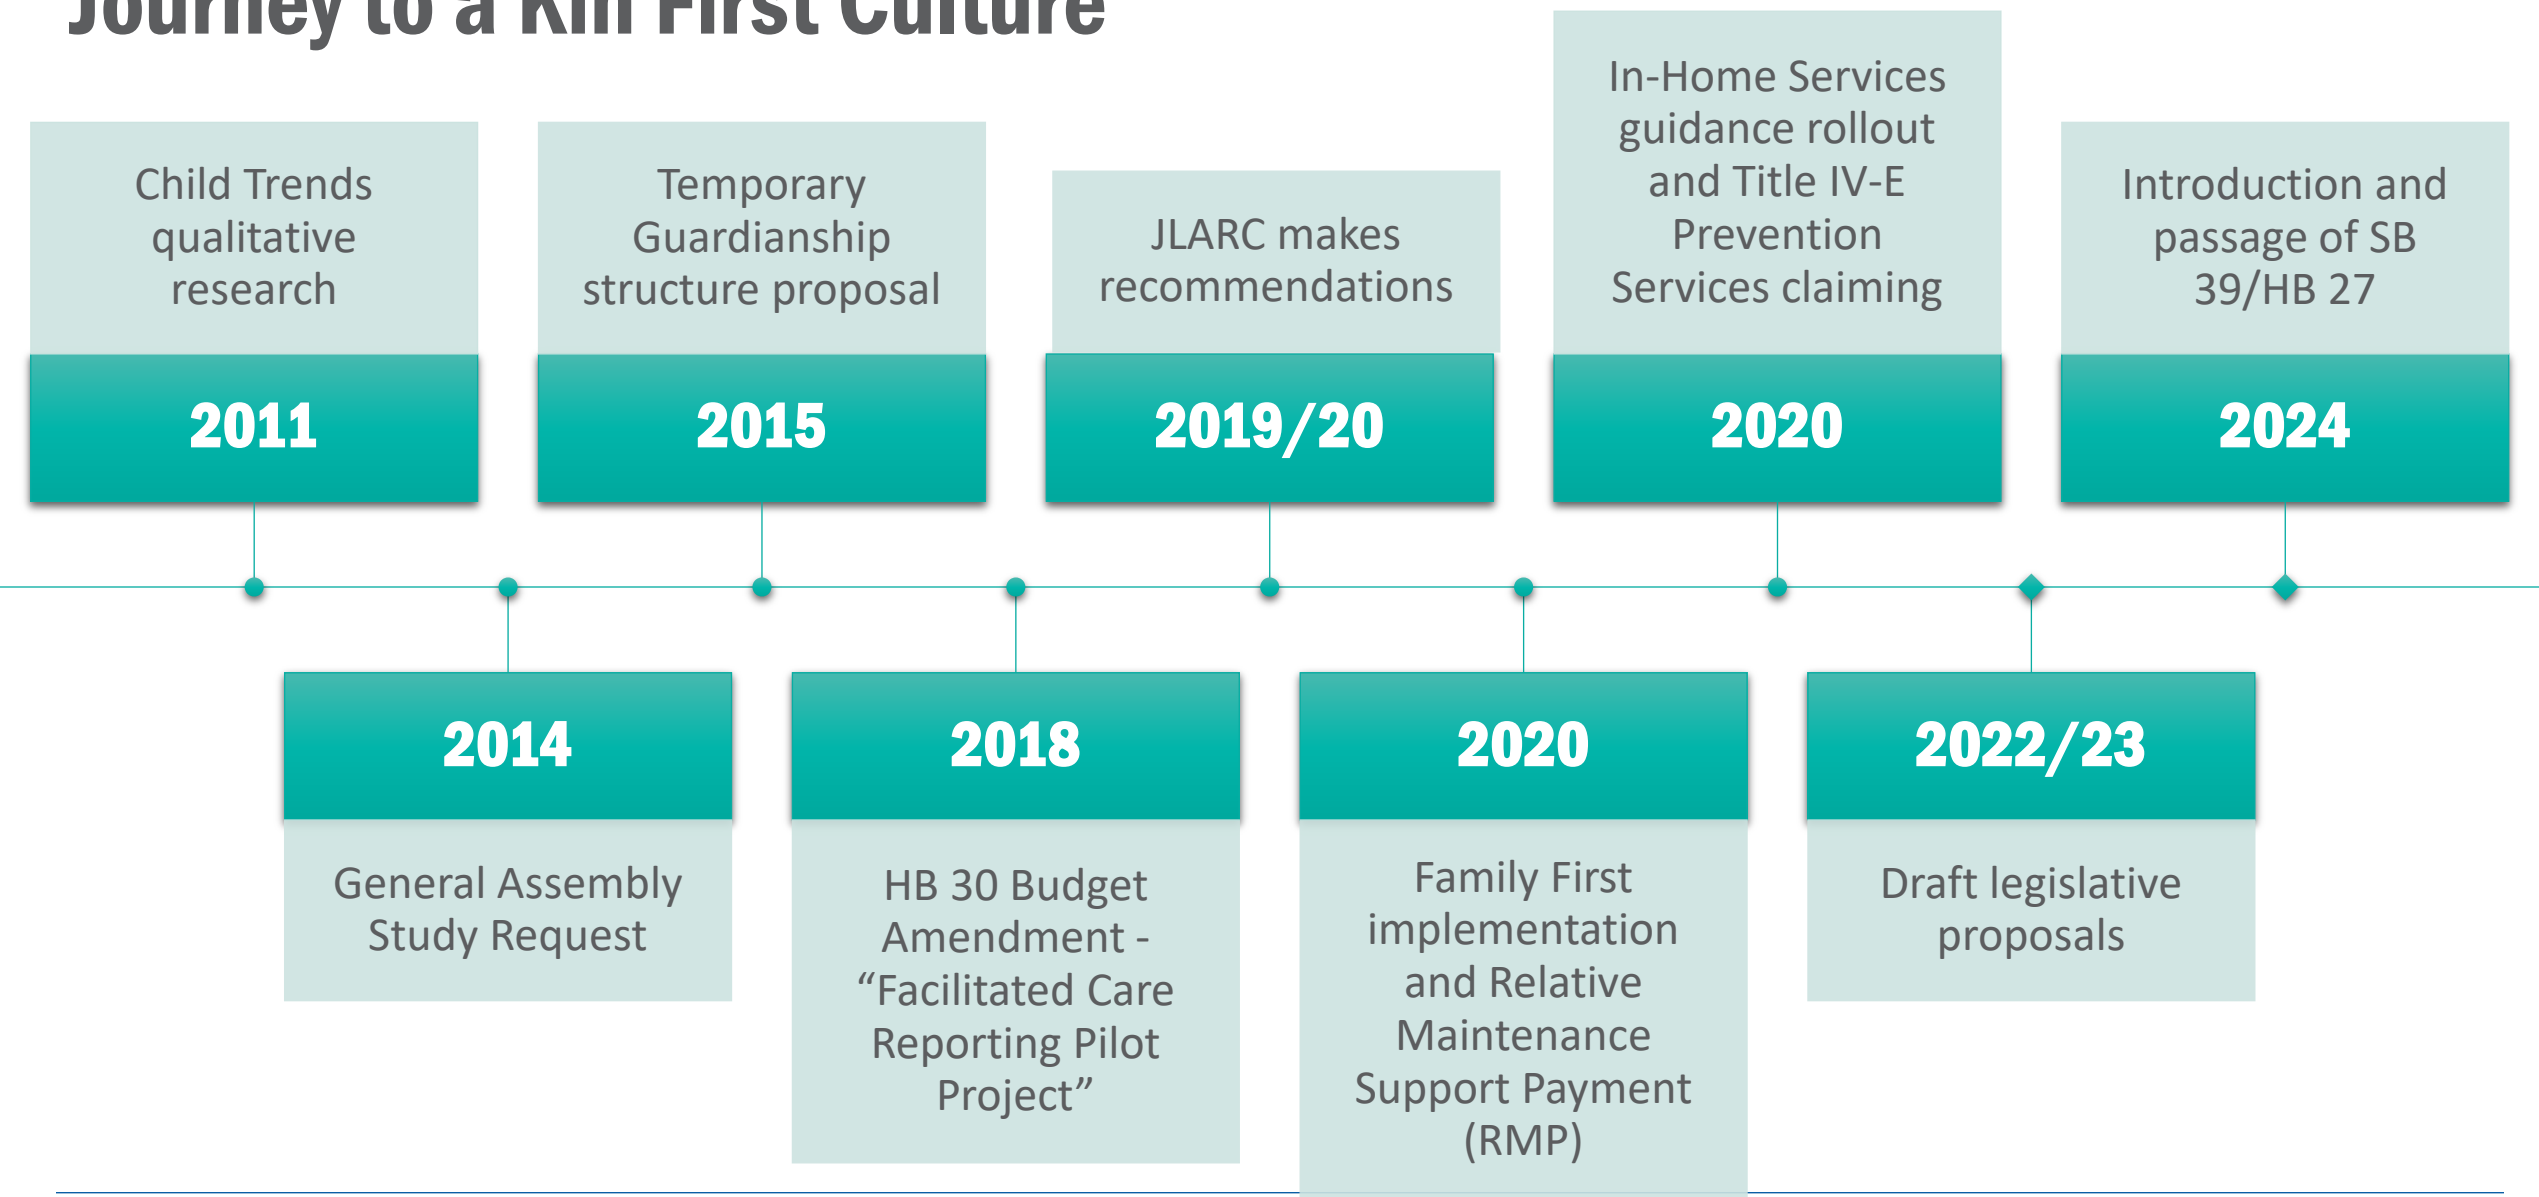 Journey to a Kin First Culture
Child Trends
qualitative
research
2011
General Assembly
Study Request
2014
Temporary
Guardianship
structure proposal
2015
HB 30 Budget
Amendment -
“Facilitated Care
Reporting Pilot
Project”
2018
JLARC makes
recommendations
2019/20
Family First
implementation
and Relative
Maintenance
Support Payment
(RMP)
2020
In-Home Services
guidance rollout
and Title IV-E
Prevention
Services claiming
2020
Draft legislative
proposals
2022/23
Introduction and
passage of SB
39/HB 27
2024